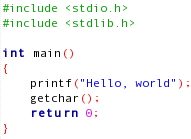 #include <stdio.h>
#include <stdlib.h>

int main()
{
    printf("Hello, world");
    getchar();
    return 0;
}